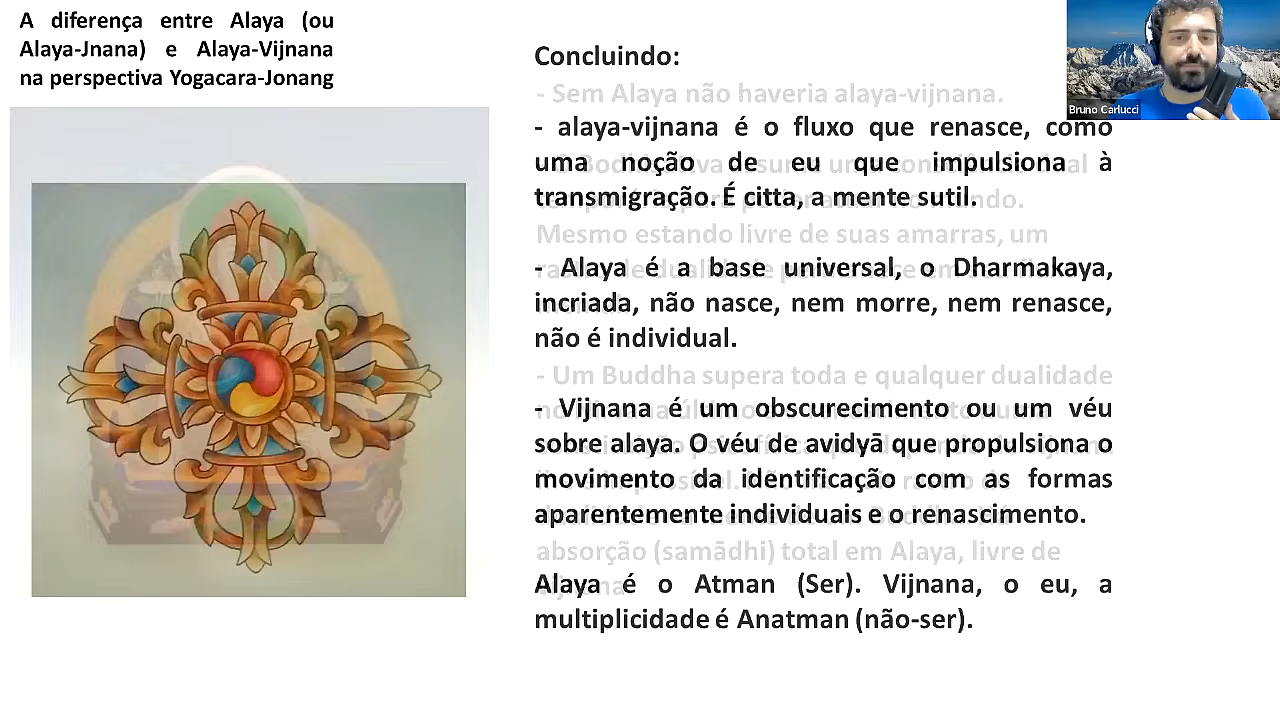 A diferença entre Alaya (ou
Alaya-Jnana) e Alaya-Vijnana
na perspectiva Yogacara-Jonang
Bruno Carlucci
Concluindo:
- Sem Alaya não haveria alaya-vijnana.
- alaya-vijnana é o fluxo que renasce, como
uma noção de eu que impulsiona à
transmigração. É citta, a mente sutil.
Mesmo estando livre de suas amarras, um
- Alaya é a base universal, o Dharmakaya,
incriada, não nasce, nem morre, nem renasce,
não é individual.
- Um Buddha supera toda e qualquer dualidade
- Vijnana é um obscurecimento ou um véu
sobre alaya. O véu de avidyā que propulsiona o
movimento da identificação com as formas
aparentemente individuais e o renascimento.
absorção (samādhi) total em Alaya, livre de
Alaya é o Atman (Ser). Vijnana, o eu, a
multiplicidade é Anatman (não-ser).